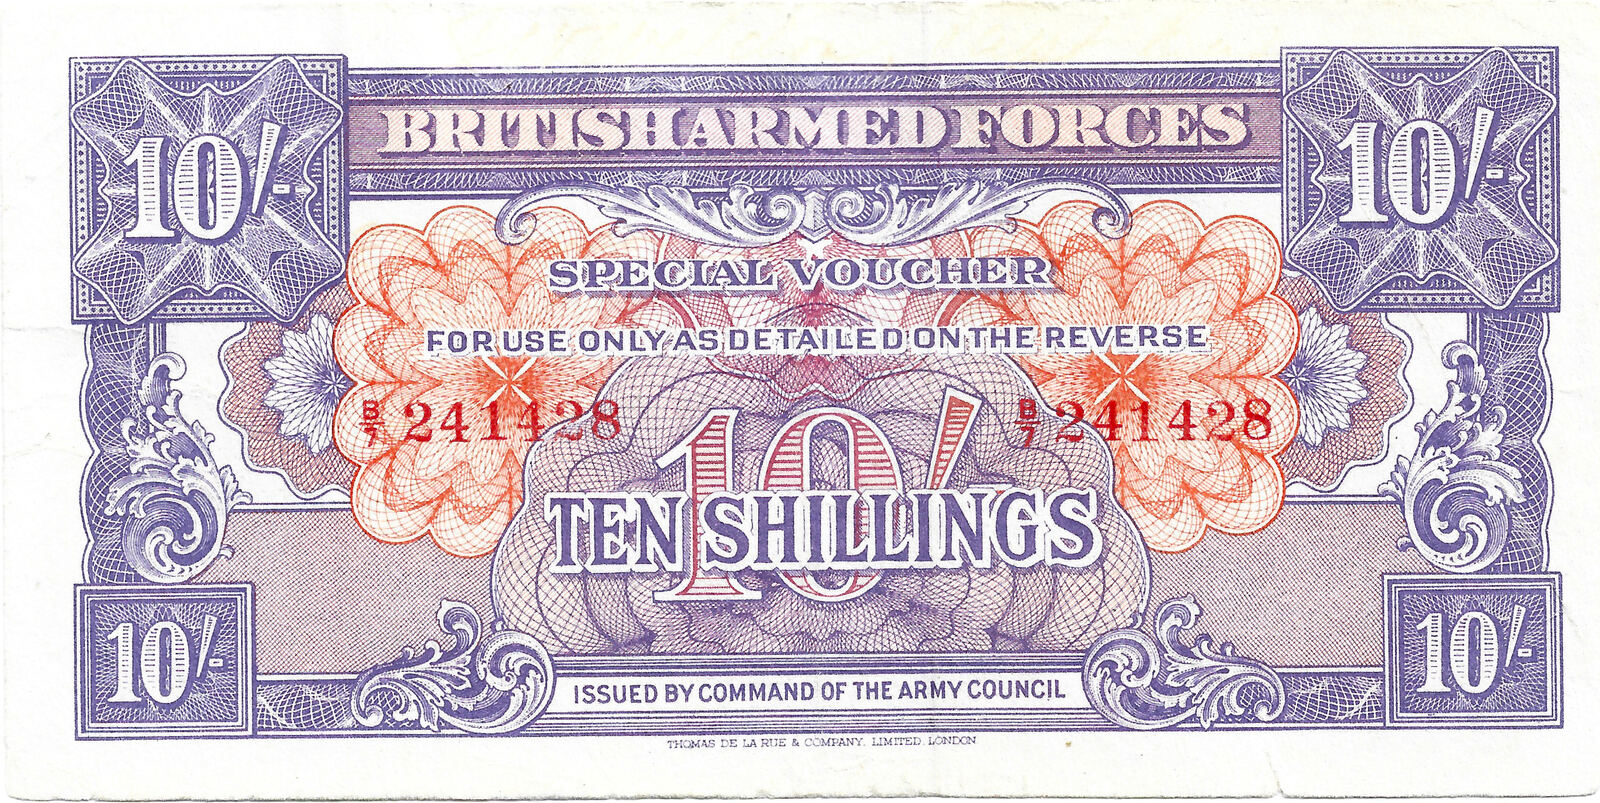 10/- BRITISH ARMED FORCES 10/-
SPECIAL VOUCHER
FOR USE ONLY AS DETAILED ON THE REVERSE
B/7 241428 B/7 241428
10/-
TEN SHILLINGS
10/- 10/-
ISSUED BY COMMAND OF THE ARMY COUNCIL
THOMAS DE LA RUE & COMPANY, LIMITED, LONDON